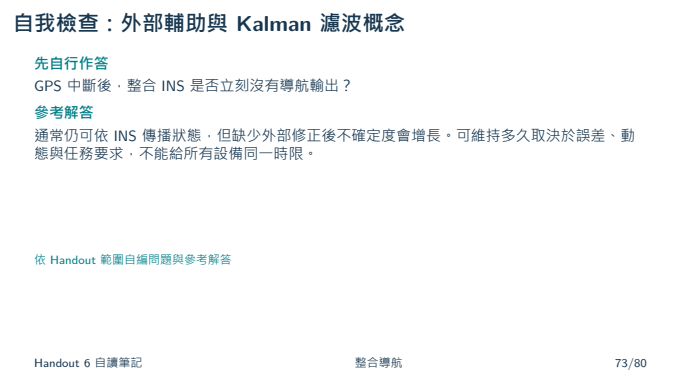 自我檢查：外部輔助與 Kalman 濾波概念
先自行作答
GPS 中斷後，整合 INS 是否立刻沒有導航輸出？
參考解答
通常仍可依 INS 傳播狀態，但缺少外部修正後不確定度會增長。可維持多久取決於誤差、動
態與任務要求，不能給所有設備同一時限。
依 Handout 範圍自編問題與參考解答
Handout 6 自讀筆記
整合導航
73/80